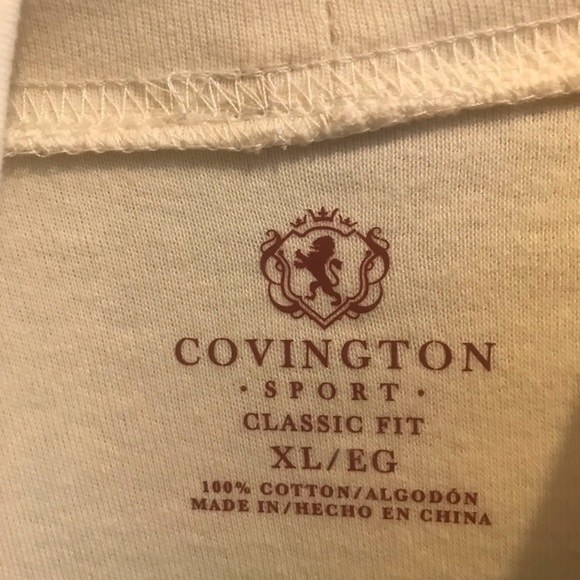 COVINGTON
· SPORT ·
CLASSIC FIT
XL/EG
100% COTTON/ALGODÓN
MADE IN/HECHO EN CHINA